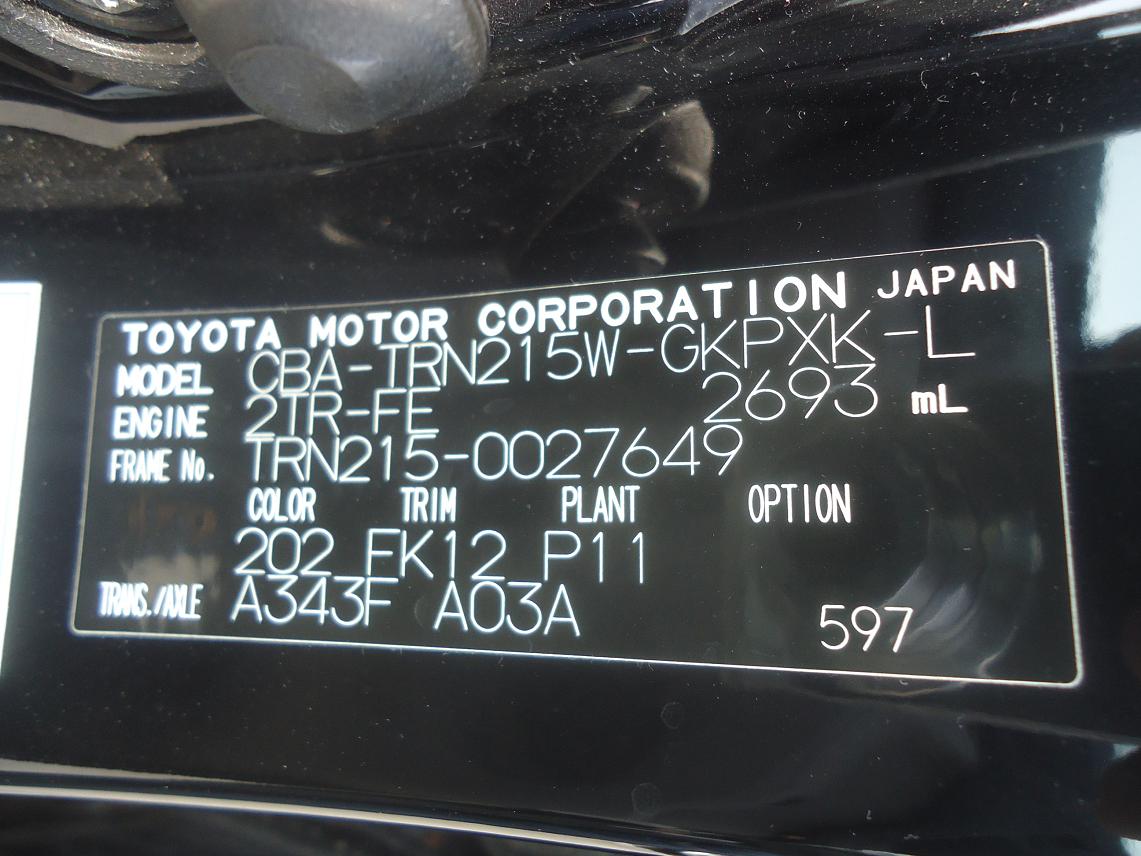 TOYOTA MOTOR CORPORATION JAPAN
MODEL CBA-TRN215W-GKPXK-L
ENGINE 2TR-FE 2693 mL
FRAME No. TRN215-0027649
COLOR TRIM PLANT OPTION
202 FK12 P11
TRANS./AXLE A343F A03A 597